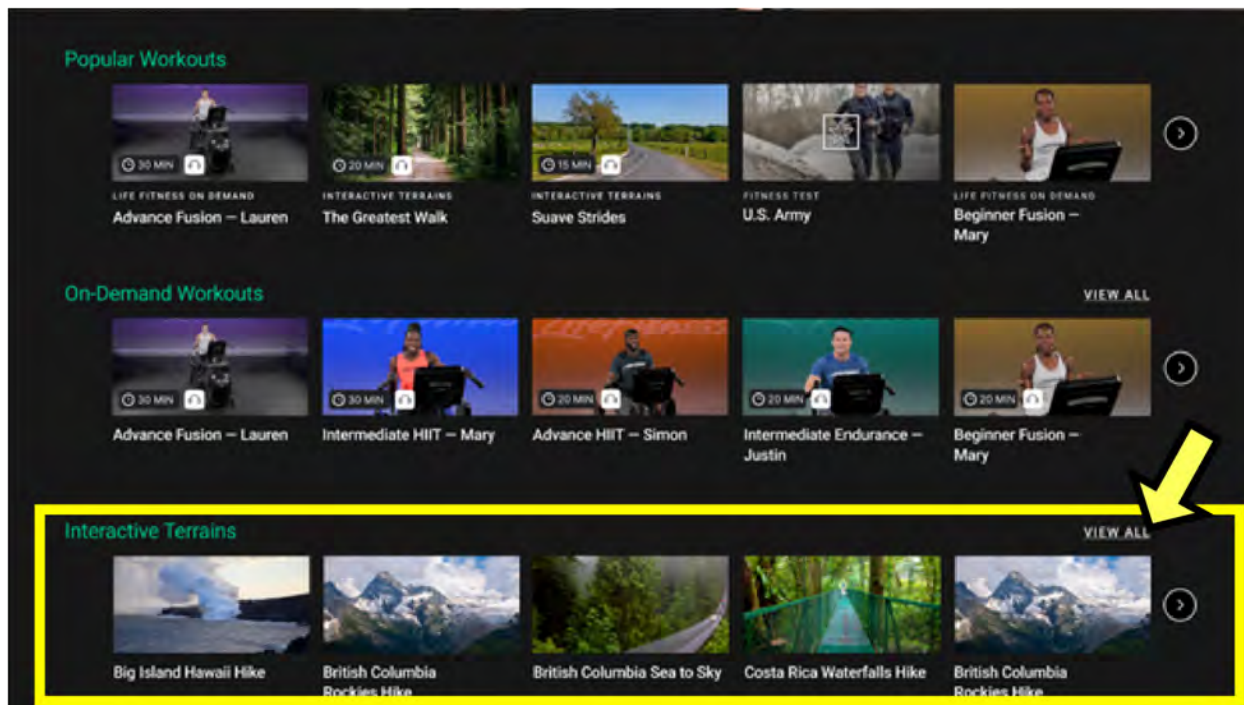 Popular Workouts
30 MIN
20 MIN
15 MIN
LIFE FITNESS ON DEMAND
INTERACTIVE TERRAINS
INTERACTIVE TERRAINS
FITNESS TEST
LIFE FITNESS ON DEMAND
Advance Fusion — Lauren
The Greatest Walk
Suave Strides
U.S. Army
Beginner Fusion —
Mary
On-Demand Workouts
VIEW ALL
30 MIN
30 MIN
20 MIN
20 MIN
20 MIN
Advance Fusion — Lauren
Intermediate HIIT — Mary
Advance HIIT — Simon
Intermediate Endurance —
Justin
Beginner Fusion —
Mary
Interactive Terrains
VIEW ALL
Big Island Hawaii Hike
British Columbia
Rockies Hike
British Columbia Sea to Sky
Costa Rica Waterfalls Hike
British Columbia
Rockies Hike